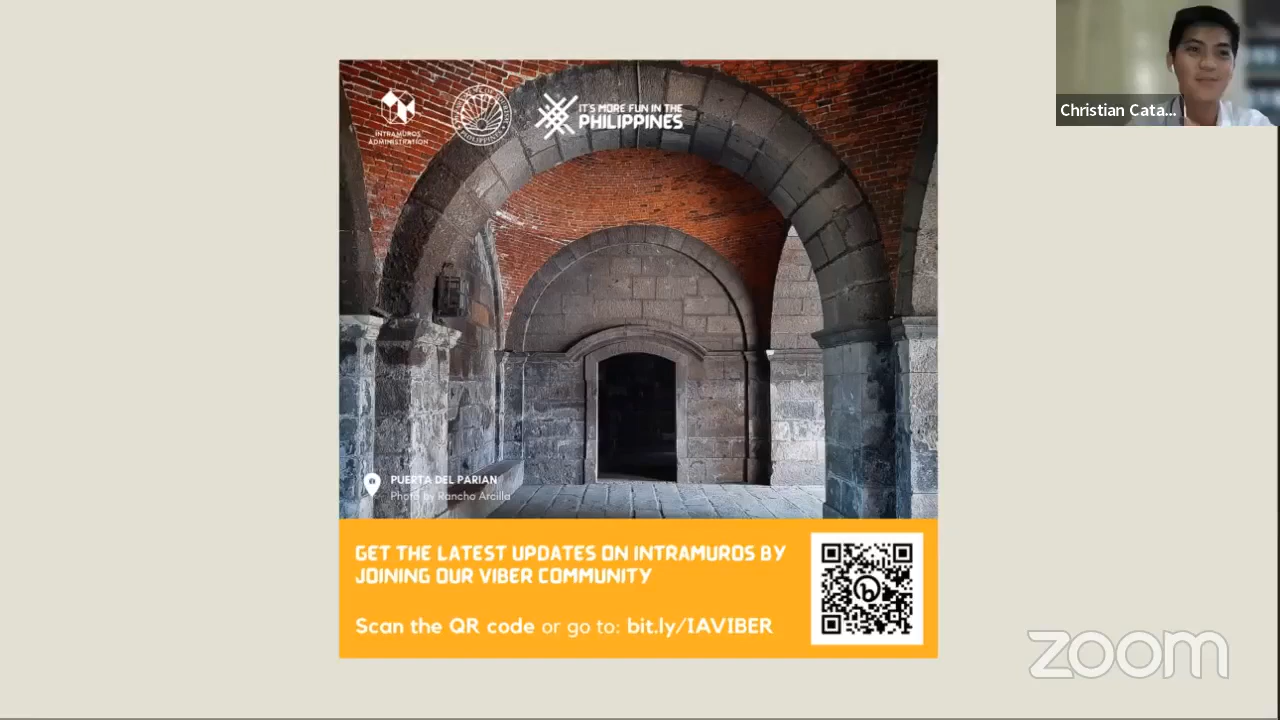 INTRAMUROS
ADMINISTRATION
IT'S MORE FUN IN THE
PHILIPPINES
Christian Cata...
PUERTA DEL PARIAN
Photo by Rancho Arcilla
GET THE LATEST UPDATES ON INTRAMUROS BY
JOINING OUR VIBER COMMUNITY
Scan the QR code or go to: bit.ly/IAVIBER
zoom